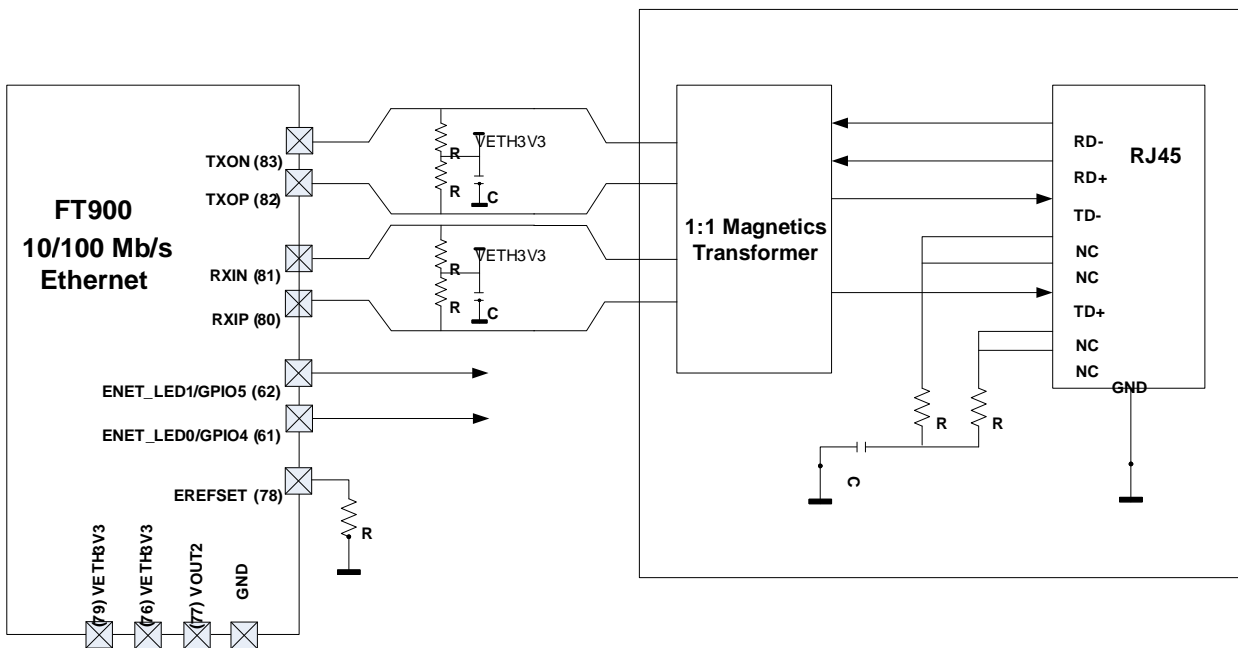 FT900
10/100 Mb/s
Ethernet
TXON (83)
TXOP (82)
RXIN (81)
RXIP (80)
ENET_LED1/GPIO5 (62)
ENET_LED0/GPIO4 (61)
EREFSET (78)
(79) VETH3V3
(76) VETH3V3
(77) VOUT2
GND
R
VETH3V3
R
C
R
VETH3V3
R
C
R
1:1 Magnetics
Transformer
RJ45
RD-
RD+
TD-
NC
NC
TD+
NC
NC
GND
R
R
C